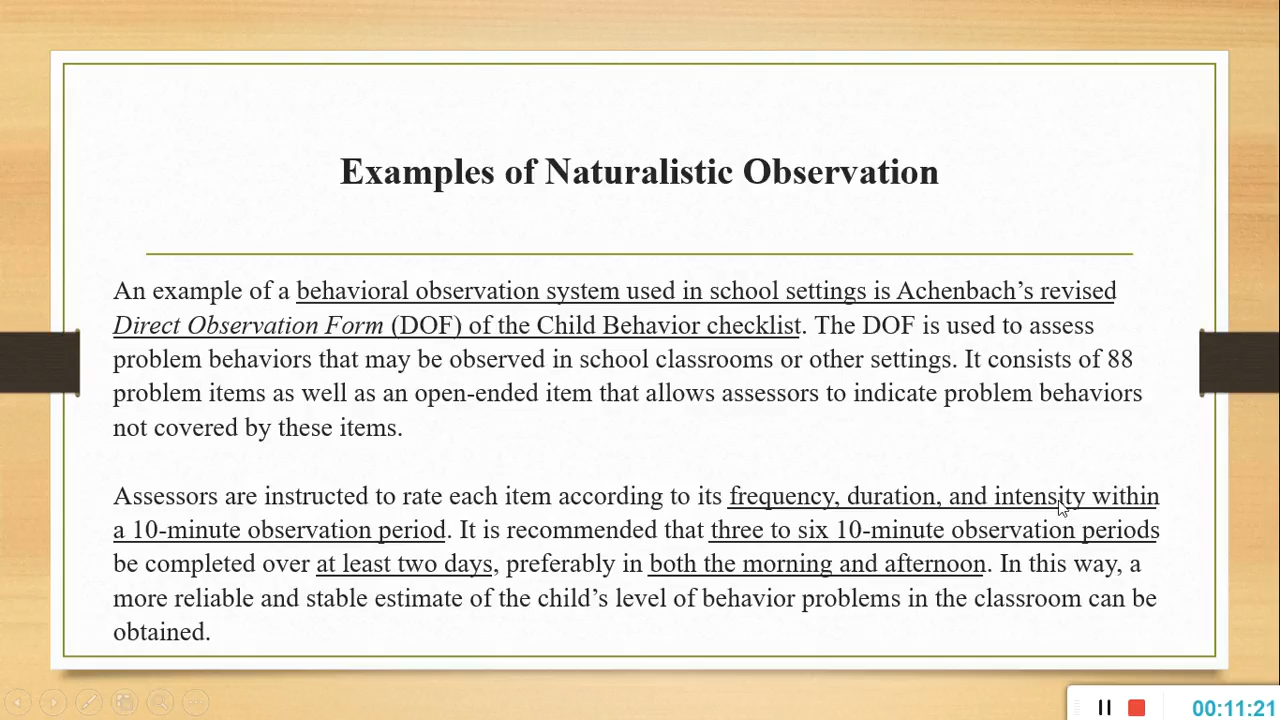 Examples of Naturalistic Observation
An example of a behavioral observation system used in school settings is Achenbach’s revised
Direct Observation Form (DOF) of the Child Behavior checklist. The DOF is used to assess
problem behaviors that may be observed in school classrooms or other settings. It consists of 88
problem items as well as an open-ended item that allows assessors to indicate problem behaviors
not covered by these items.
Assessors are instructed to rate each item according to its frequency, duration, and intensity within
a 10-minute observation period. It is recommended that three to six 10-minute observation periods
be completed over at least two days, preferably in both the morning and afternoon. In this way, a
more reliable and stable estimate of the child’s level of behavior problems in the classroom can be
obtained.
00:11:21